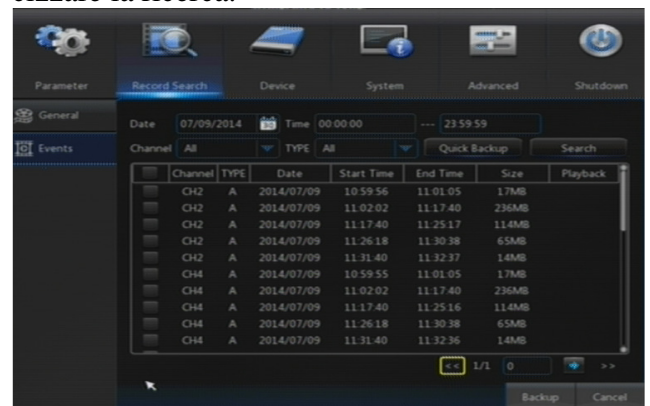 Parameter Record Search Device System Advanced Shutdown
General
Events
Date 07/09/2014 Time 00:00:00 --- 23:59:59
Channel All TYPE All Quick Backup Search
Channel TYPE Date Start Time End Time Size Playback
CH2 A 2014/07/09 10:59:56 11:01:05 17MB
CH2 A 2014/07/09 11:02:02 11:17:40 236MB
CH2 A 2014/07/09 11:17:40 11:25:17 114MB
CH2 A 2014/07/09 11:26:18 11:30:38 65MB
CH2 A 2014/07/09 11:31:40 11:32:37 14MB
CH4 A 2014/07/09 10:59:55 11:01:05 17MB
CH4 A 2014/07/09 11:02:02 11:17:40 236MB
CH4 A 2014/07/09 11:17:40 11:25:16 114MB
CH4 A 2014/07/09 11:26:18 11:30:38 65MB
CH4 A 2014/07/09 11:31:40 11:32:36 14MB
<< 1/1 0 >>
Backup Cancel